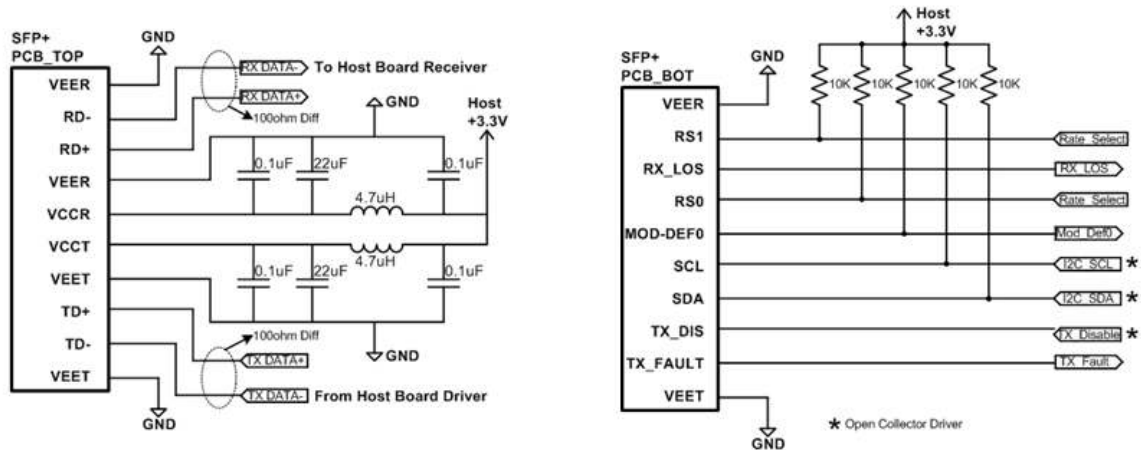 SFP+
PCB_TOP
GND
VEER
RD-
RD+
VEER
VCCR
VCCT
VEET
TD+
TD-
VEET
RX DATA-
To Host Board Receiver
RX DATA+
100ohm Diff
GND
Host
+3.3V
0.1uF
22uF
0.1uF
4.7uH
4.7uH
0.1uF
22uF
0.1uF
100ohm Diff
GND
TX DATA+
TX DATA-
From Host Board Driver
GND
SFP+
PCB_BOT
GND
Host
+3.3V
10K
10K
10K
10K
10K
VEER
RS1
RX_LOS
RS0
MOD-DEF0
SCL
SDA
TX_DIS
TX_FAULT
VEET
Rate_Select
RX_LOS
Rate_Select
Mod_Def0
I2C_SCL *
I2C_SDA *
TX_Disable *
TX_Fault
GND
* Open Collector Driver